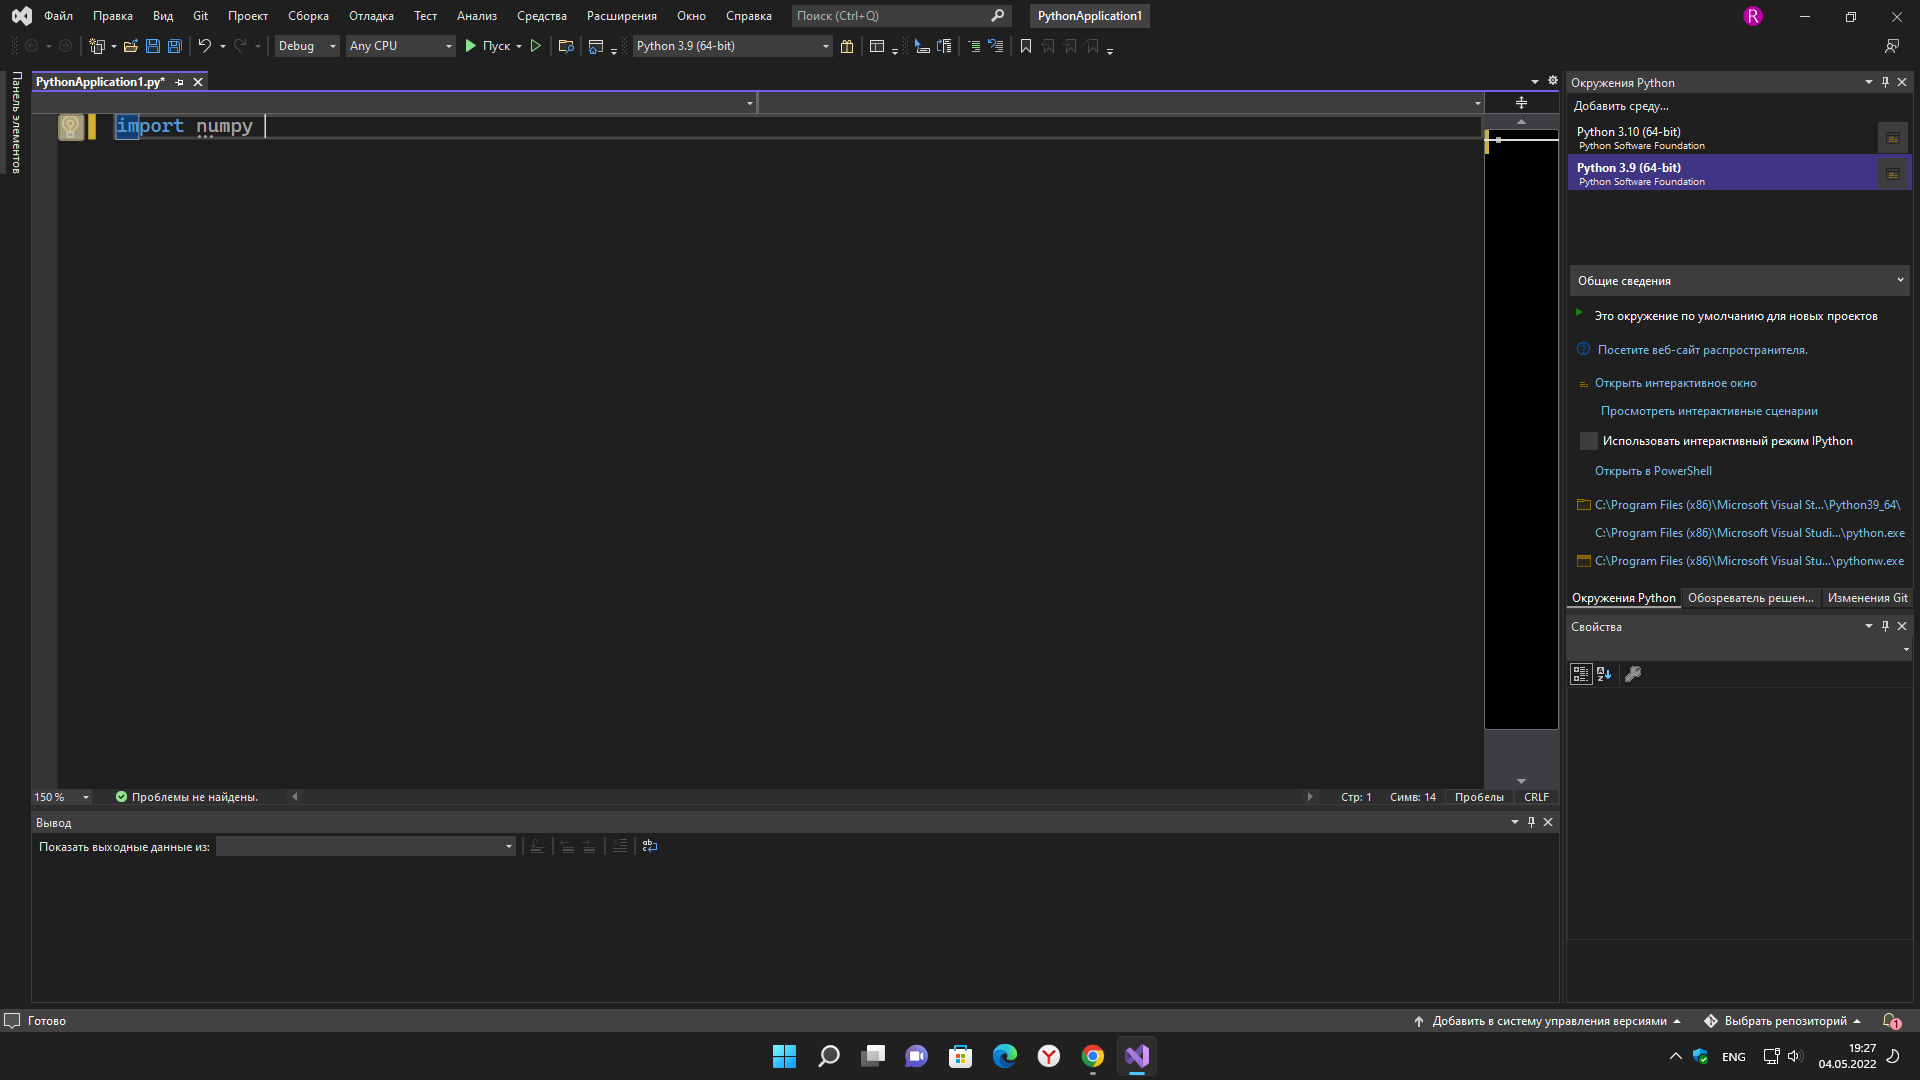 Файл Правка Вид Git Проект Сборка Отладка Тест Анализ Средства Расширения Окно Справка Поиск (Ctrl+Q) PythonApplication1 R
Debug Any CPU Пуск Python 3.9 (64-bit)
Панель элементов
PythonApplication1.py*
import numpy
150 % Проблемы не найдены. Стр: 1 Симв: 14 Пробелы CRLF
Вывод
Показать выходные данные из:
Окружения Python
Добавить среду...
Python 3.10 (64-bit)
Python Software Foundation
Python 3.9 (64-bit)
Python Software Foundation
Общие сведения
Это окружение по умолчанию для новых проектов
Посетите веб-сайт распространителя.
Открыть интерактивное окно
Просмотреть интерактивные сценарии
Использовать интерактивный режим IPython
Открыть в PowerShell
C:\Program Files (x86)\Microsoft Visual St...\Python39_64\
C:\Program Files (x86)\Microsoft Visual Studi...\python.exe
C:\Program Files (x86)\Microsoft Visual Stu...\pythonw.exe
Окружения Python Обозреватель решен... Изменения Git
Свойства
Готово Добавить в систему управления версиями Выбрать репозиторий 1
ENG 19:27
04.05.2022